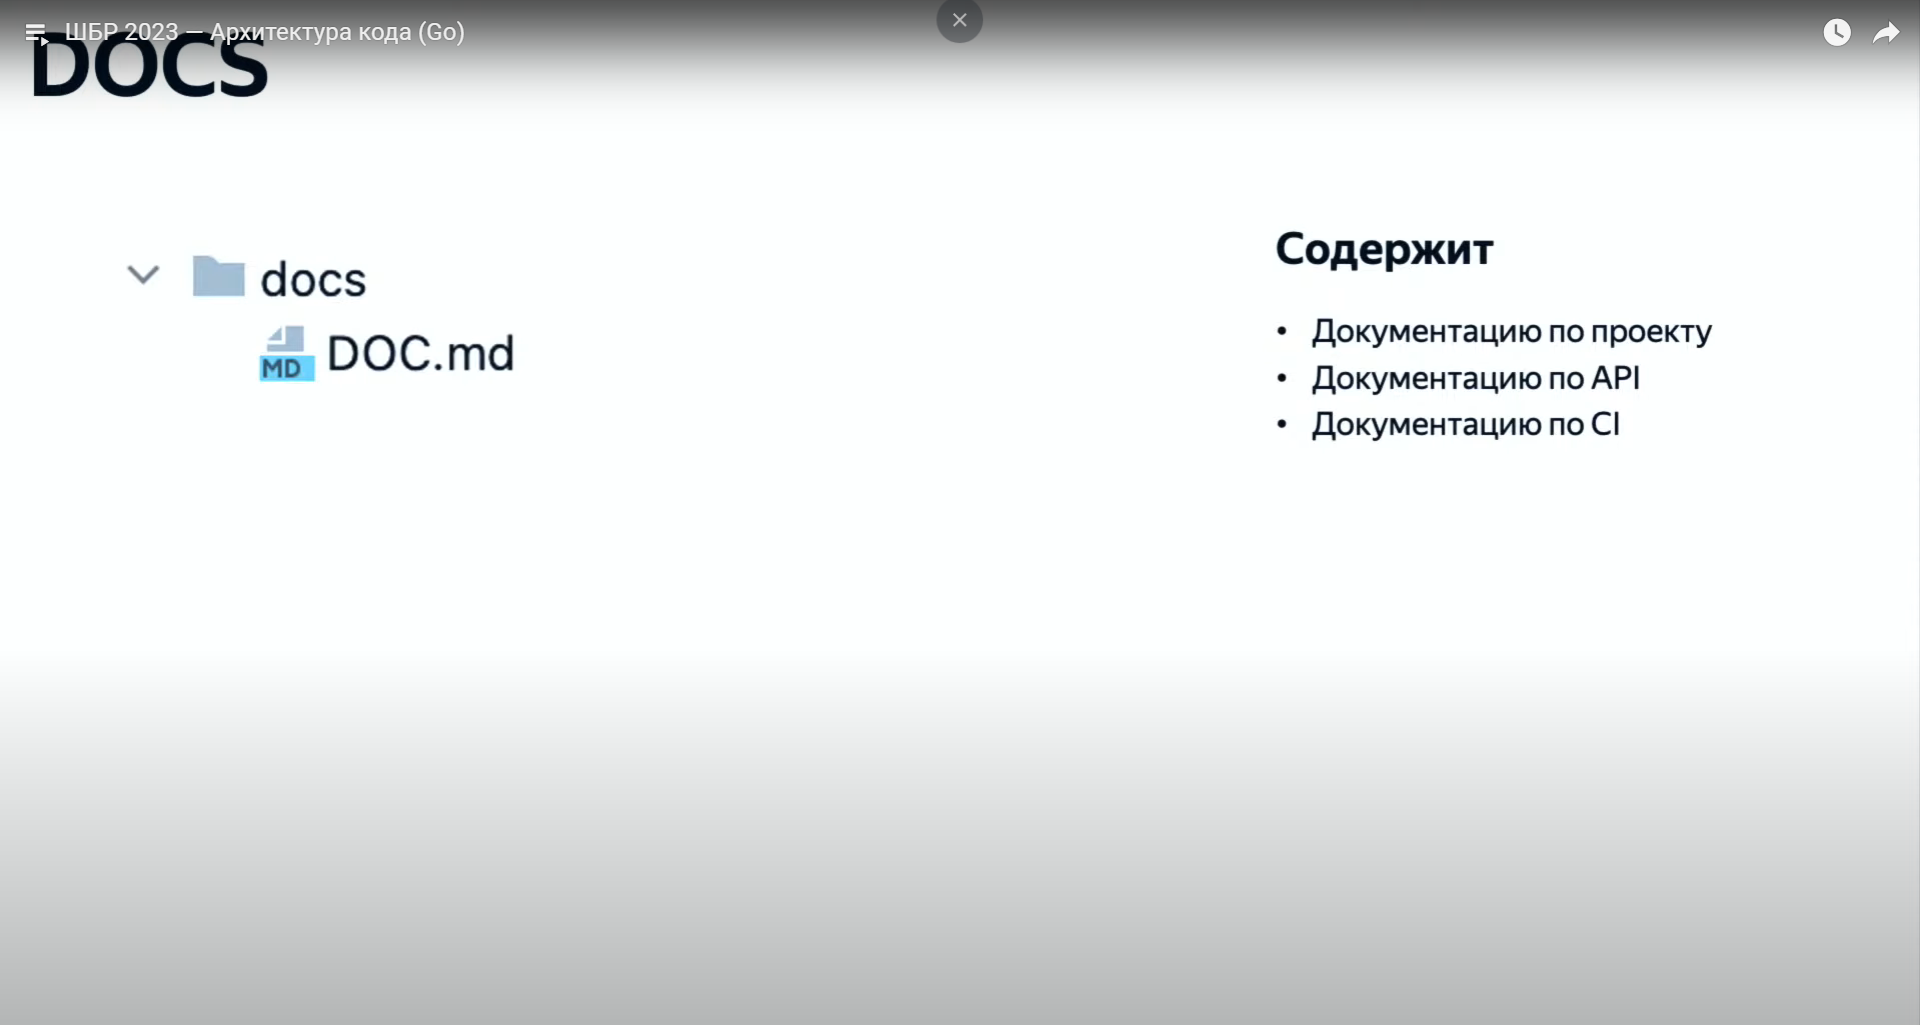 ШБР 2023 — Архитектура кода (Go)
DOCS
docs
MD DOC.md
Содержит
• Документацию по проекту
• Документацию по API
• Документацию по CI